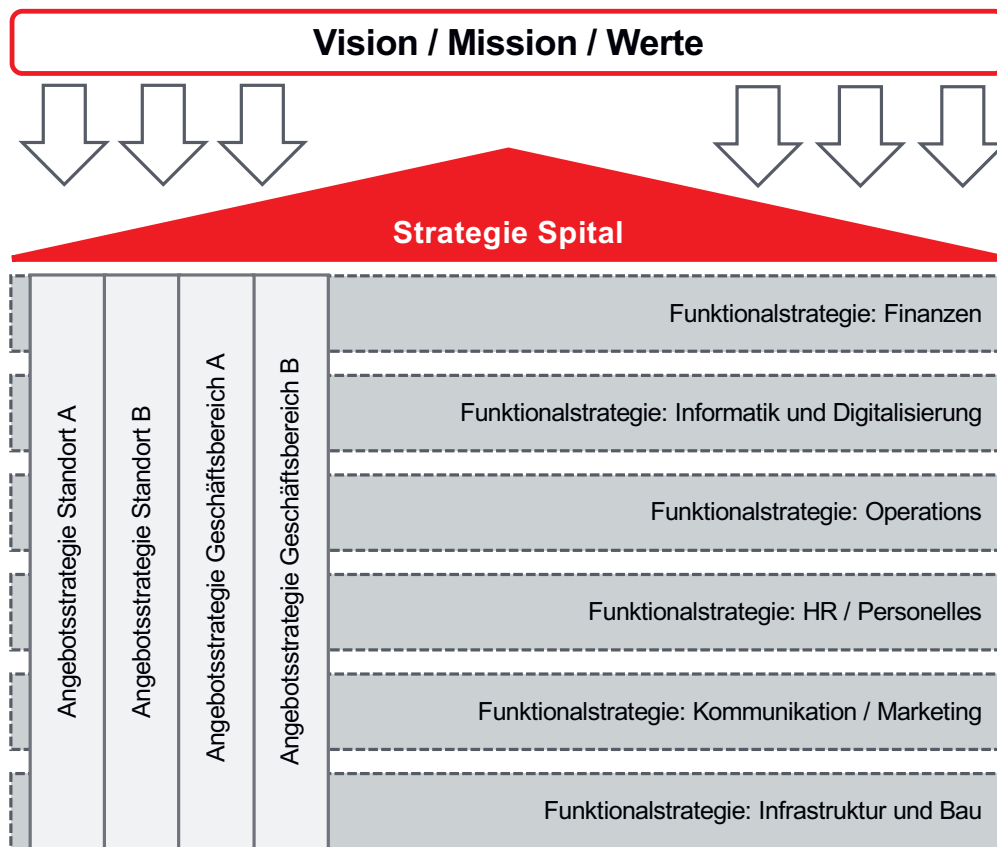 Vision / Mission / Werte
Strategie Spital
Angebotsstrategie Standort A
Angebotsstrategie Standort B
Angebotsstrategie Geschäftsbereich A
Angebotsstrategie Geschäftsbereich B
Funktionalstrategie: Finanzen
Funktionalstrategie: Informatik und Digitalisierung
Funktionalstrategie: Operations
Funktionalstrategie: HR / Personelles
Funktionalstrategie: Kommunikation / Marketing
Funktionalstrategie: Infrastruktur und Bau